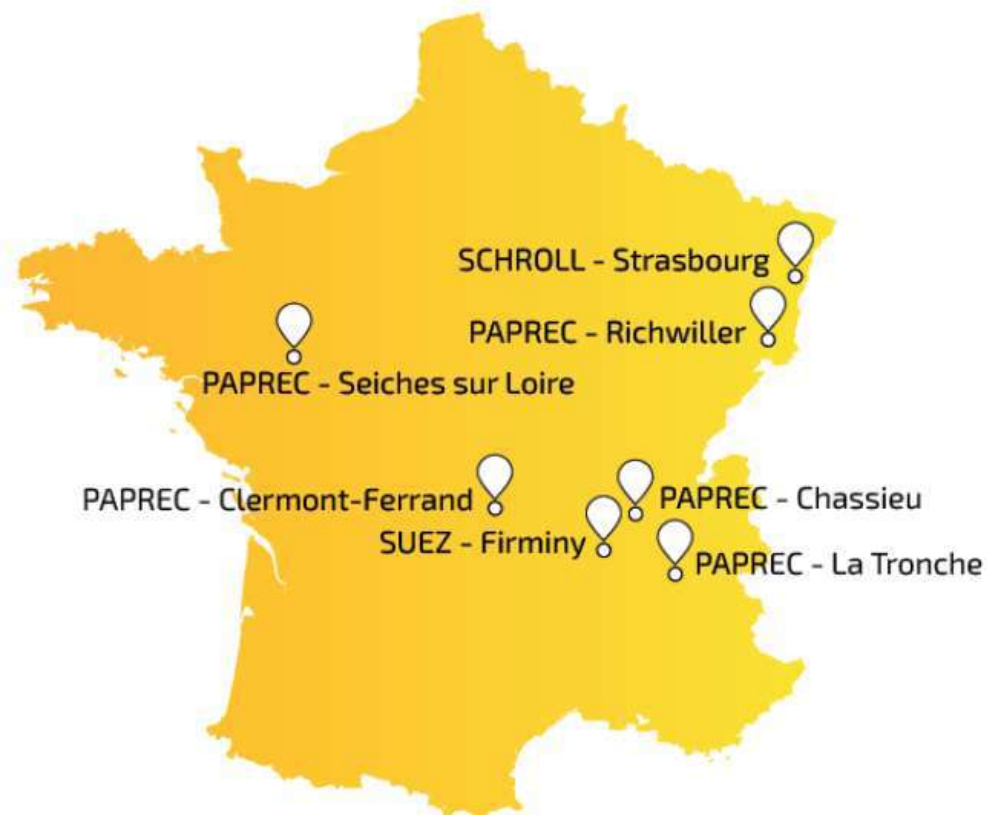 SCHROLL - Strasbourg
PAPREC - Richwiller
PAPREC - Seiches sur Loire
PAPREC - Clermont-Ferrand
PAPREC - Chassieu
SUEZ - Firminy
PAPREC - La Tronche